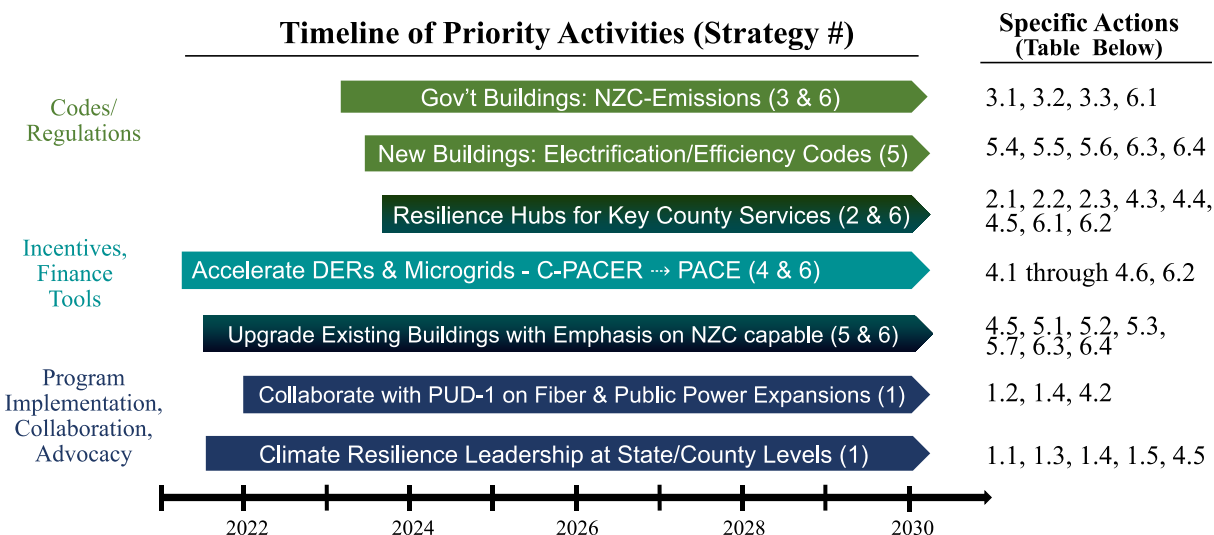 Timeline of Priority Activities (Strategy #)
Specific Actions
(Table Below)
Codes/
Regulations
Gov't Buildings: NZC-Emissions (3 & 6)
3.1, 3.2, 3.3, 6.1
New Buildings: Electrification/Efficiency Codes (5)
5.4, 5.5, 5.6, 6.3, 6.4
Resilience Hubs for Key County Services (2 & 6)
2.1, 2.2, 2.3, 4.3, 4.4,
4.5, 6.1, 6.2
Incentives,
Finance
Tools
Accelerate DERs & Microgrids - C-PACER ⇢ PACE (4 & 6)
4.1 through 4.6, 6.2
Upgrade Existing Buildings with Emphasis on NZC capable (5 & 6)
4.5, 5.1, 5.2, 5.3,
5.7, 6.3, 6.4
Program
Implementation,
Collaboration,
Advocacy
Collaborate with PUD-1 on Fiber & Public Power Expansions (1)
1.2, 1.4, 4.2
Climate Resilience Leadership at State/County Levels (1)
1.1, 1.3, 1.4, 1.5, 4.5
2022 2024 2026 2028 2030